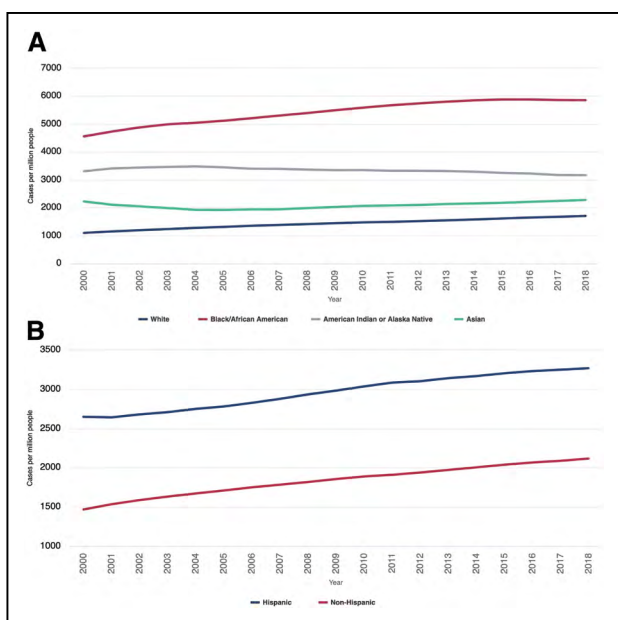 A
7000
6000
5000
4000
3000
2000
1000
0
Cases per million people
2000 2001 2002 2003 2004 2005 2006 2007 2008 2009 2010 2011 2012 2013 2014 2015 2016 2017 2018
Year
White Black/African American American Indian or Alaska Native Asian
B
3500
3000
2500
2000
1500
1000
Cases per million people
2000 2001 2002 2003 2004 2005 2006 2007 2008 2009 2010 2011 2012 2013 2014 2015 2016 2017 2018
Year
Hispanic Non-Hispanic